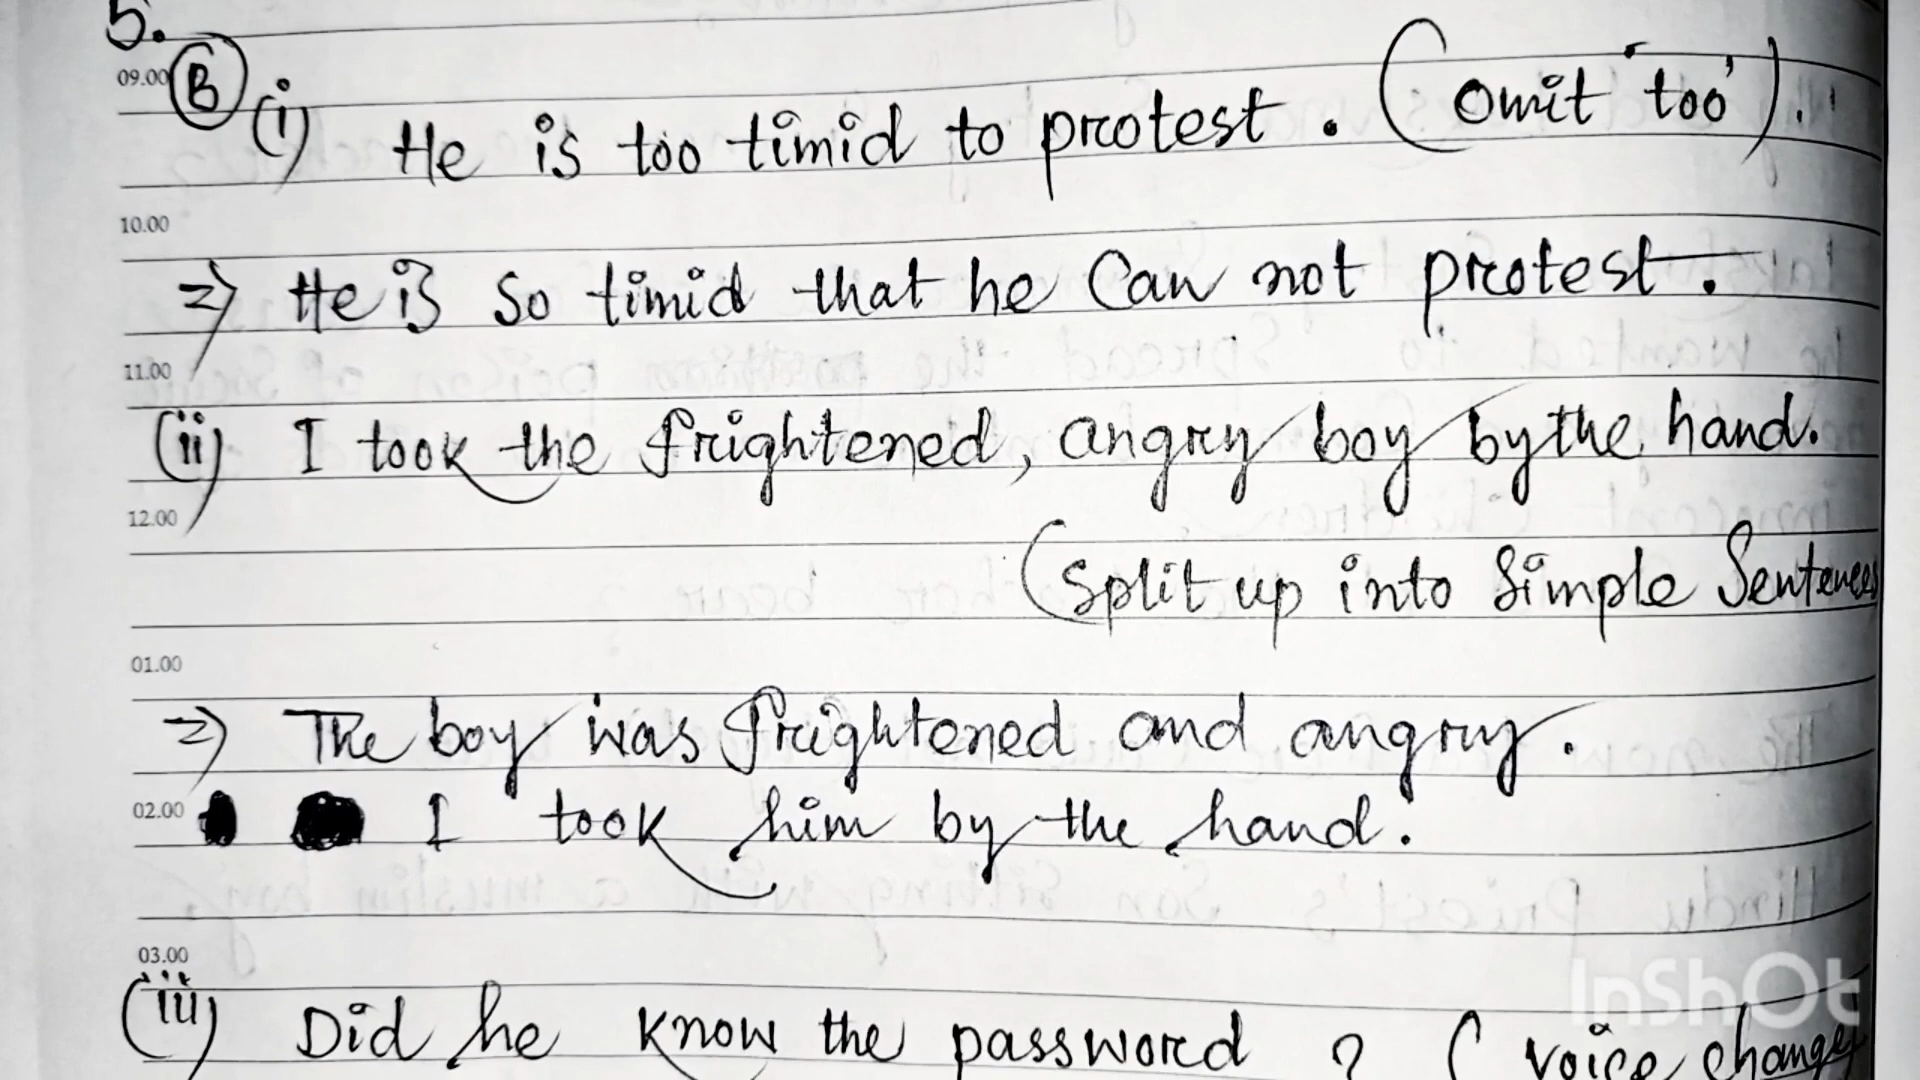 5.
09.00 (B) (i) He is too timid to protest. (omit 'too').
10.00
=> He is so timid that he Can not protest.
11.00
(ii) I took the frightened, angry boy by the hand.
12.00
(Split up into Simple Sentences
01.00
=> The boy was frightened and angry.
02.00 I took him by the hand.
03.00
(iii) Did he know the password ? ( voice change
InShOt